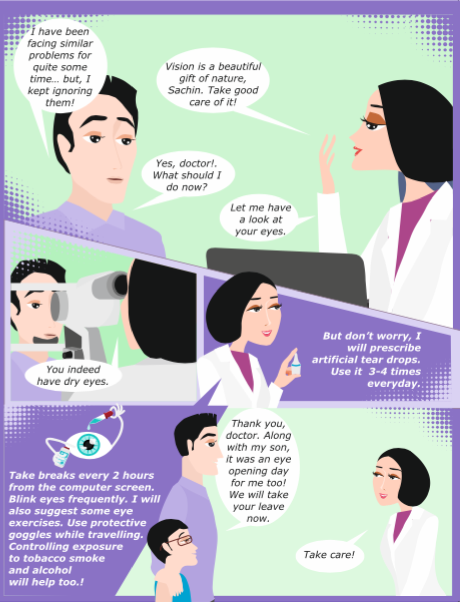 I have been
facing similar
problems for
quite some
time... but, I
kept ignoring
them!
Vision is a beautiful
gift of nature,
Sachin. Take good
care of it!
Yes, doctor!.
What should I
do now?
Let me have
a look at
your eyes.
You indeed
have dry eyes.
But don't worry, I
will prescribe
artificial tear drops.
Use it 3-4 times
everyday.
Take breaks every 2 hours
from the computer screen.
Blink eyes frequently. I will
also suggest some eye
exercises. Use protective
goggles while travelling.
Controlling exposure
to tobacco smoke
and alcohol
will help too.!
Thank you,
doctor. Along
with my son,
it was an eye
opening day
for me too!
We will take
your leave
now.
Take care!